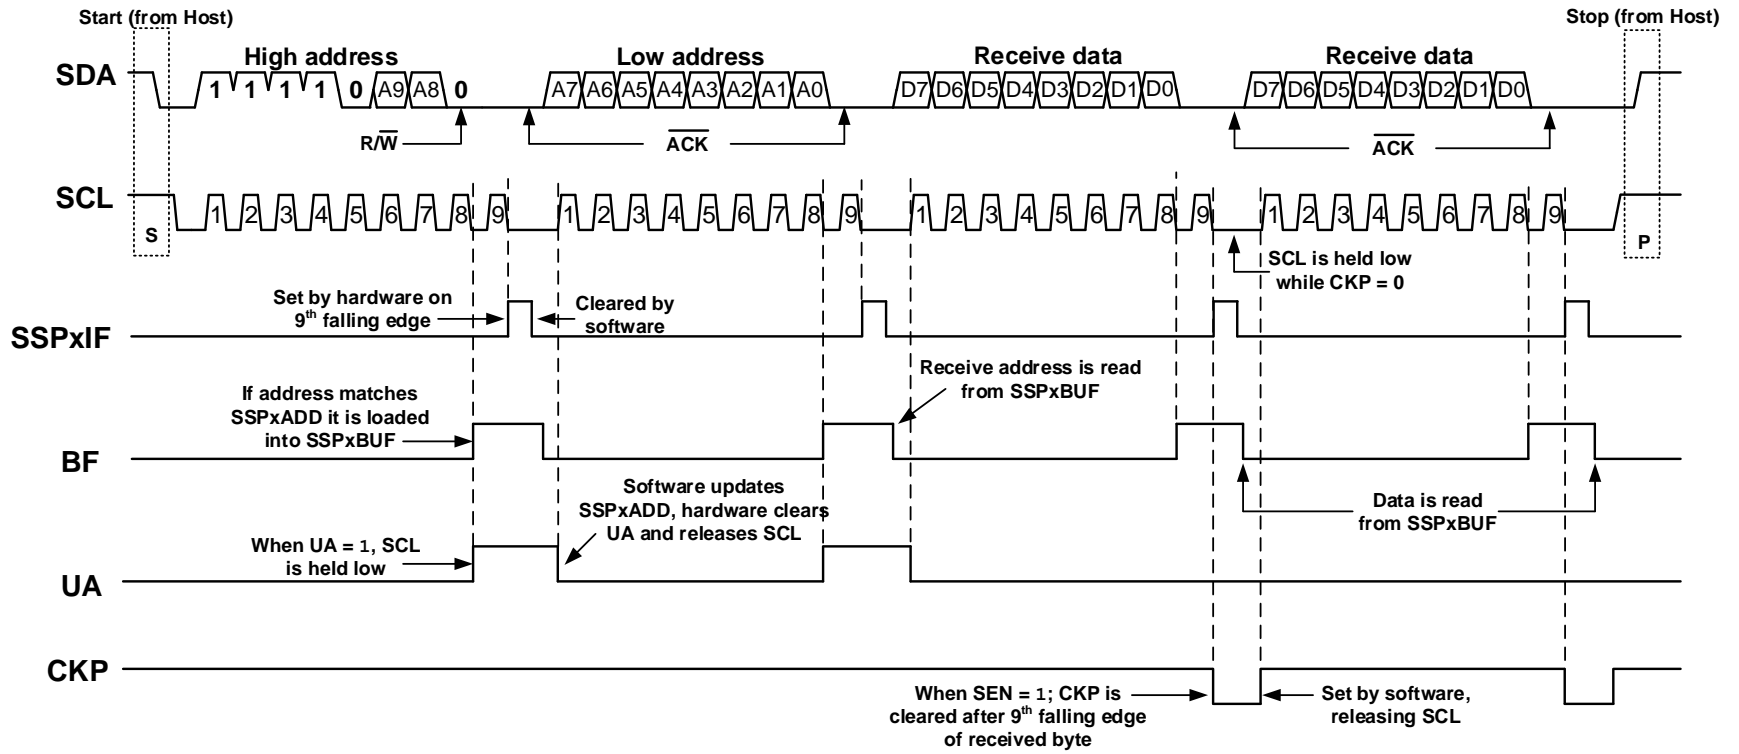 Start (from Host)
Stop (from Host)
High address
Low address
Receive data
Receive data
SDA
1 1 1 1 0 A9 A8 0
A7 A6 A5 A4 A3 A2 A1 A0
D7 D6 D5 D4 D3 D2 D1 D0
D7 D6 D5 D4 D3 D2 D1 D0
R/W̅
A̅C̅K̅
A̅C̅K̅
SCL
1 2 3 4 5 6 7 8 9
1 2 3 4 5 6 7 8 9
1 2 3 4 5 6 7 8 9
1 2 3 4 5 6 7 8 9
S
P
SCL is held low
while CKP = 0
Set by hardware on
9th falling edge
Cleared by
software
SSPxIF
If address matches
SSPxADD it is loaded
into SSPxBUF
Receive address is read
from SSPxBUF
BF
Software updates
SSPxADD, hardware clears
UA and releases SCL
Data is read
from SSPxBUF
When UA = 1, SCL
is held low
UA
CKP
When SEN = 1; CKP is
cleared after 9th falling edge
of received byte
Set by software,
releasing SCL